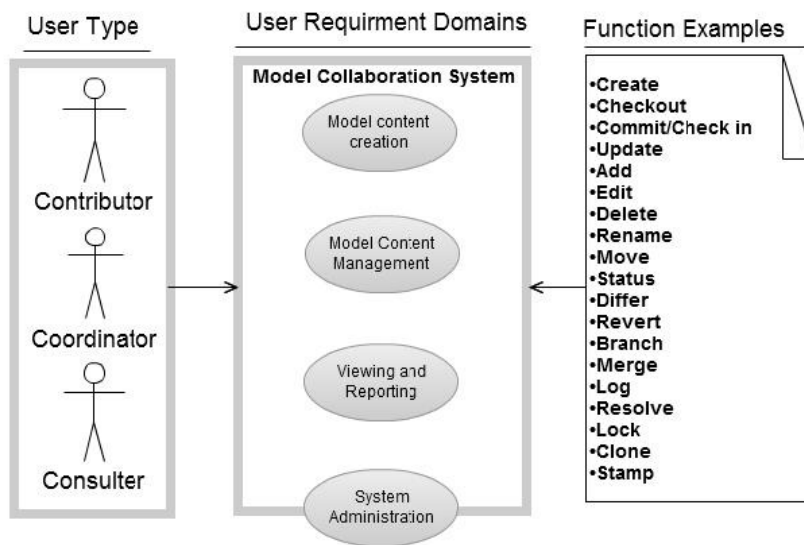 User Type
Contributor
Coordinator
Consulter
User Requirment Domains
Model Collaboration System
Model content
creation
Model Content
Management
Viewing and
Reporting
System
Administration
Function Examples
•Create
•Checkout
•Commit/Check in
•Update
•Add
•Edit
•Delete
•Rename
•Move
•Status
•Differ
•Revert
•Branch
•Merge
•Log
•Resolve
•Lock
•Clone
•Stamp